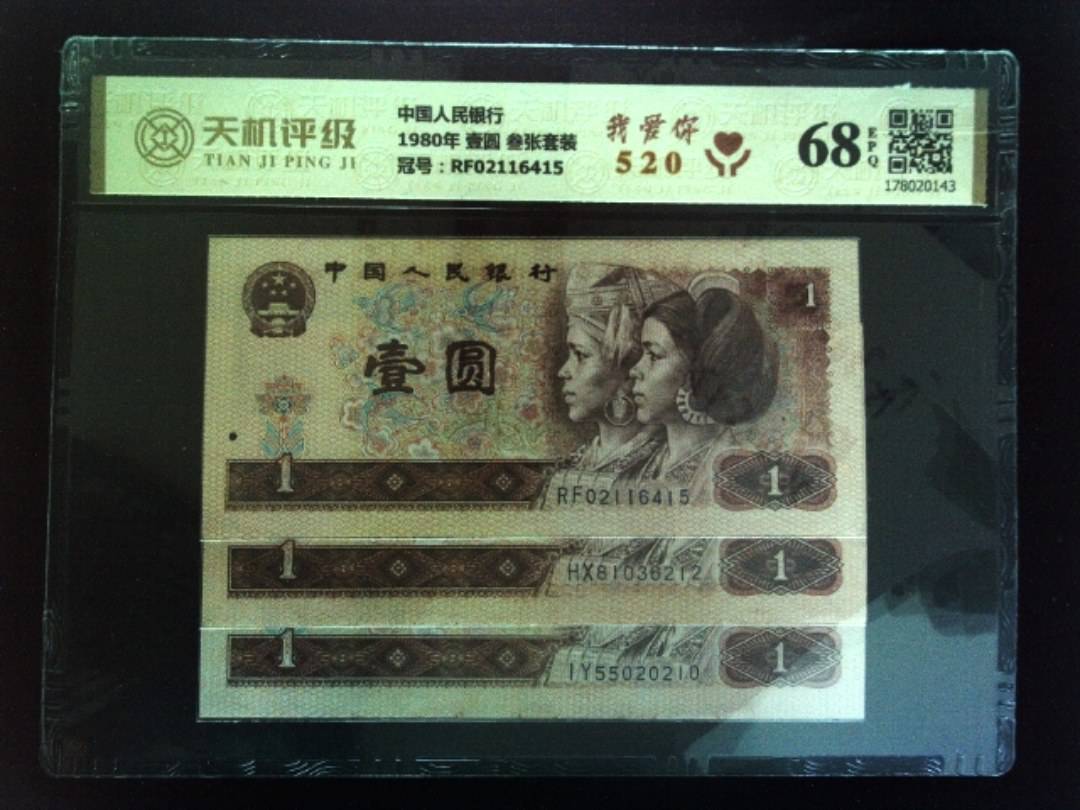 天机评级
TIAN JI PING JI
中国人民银行
1980年 壹圆 叁张套装
冠号：RF02116415
我爱你
520
68 EPQ
178020143
中国人民银行
1
壹圆
1
RF02116415
1
1
HX81036212
1
1
IY55020210
1